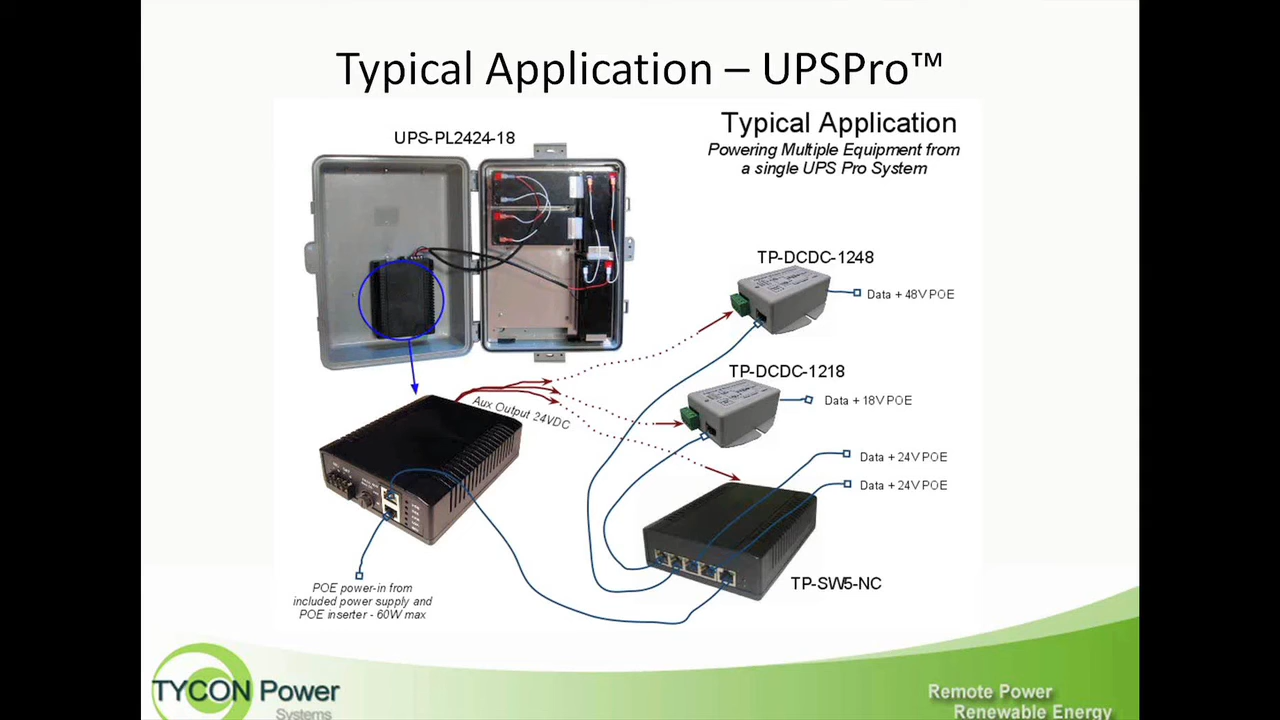 Typical Application – UPSPro™
Typical Application
Powering Multiple Equipment from
a single UPS Pro System
UPS-PL2424-18
TP-DCDC-1248
Data + 48V POE
TP-DCDC-1218
Data + 18V POE
Aux Output 24VDC
Data + 24V POE
Data + 24V POE
TP-SW5-NC
POE power-in from
included power supply and
POE inserter - 60W max
TYCON Power
Systems
Remote Power
Renewable Energy